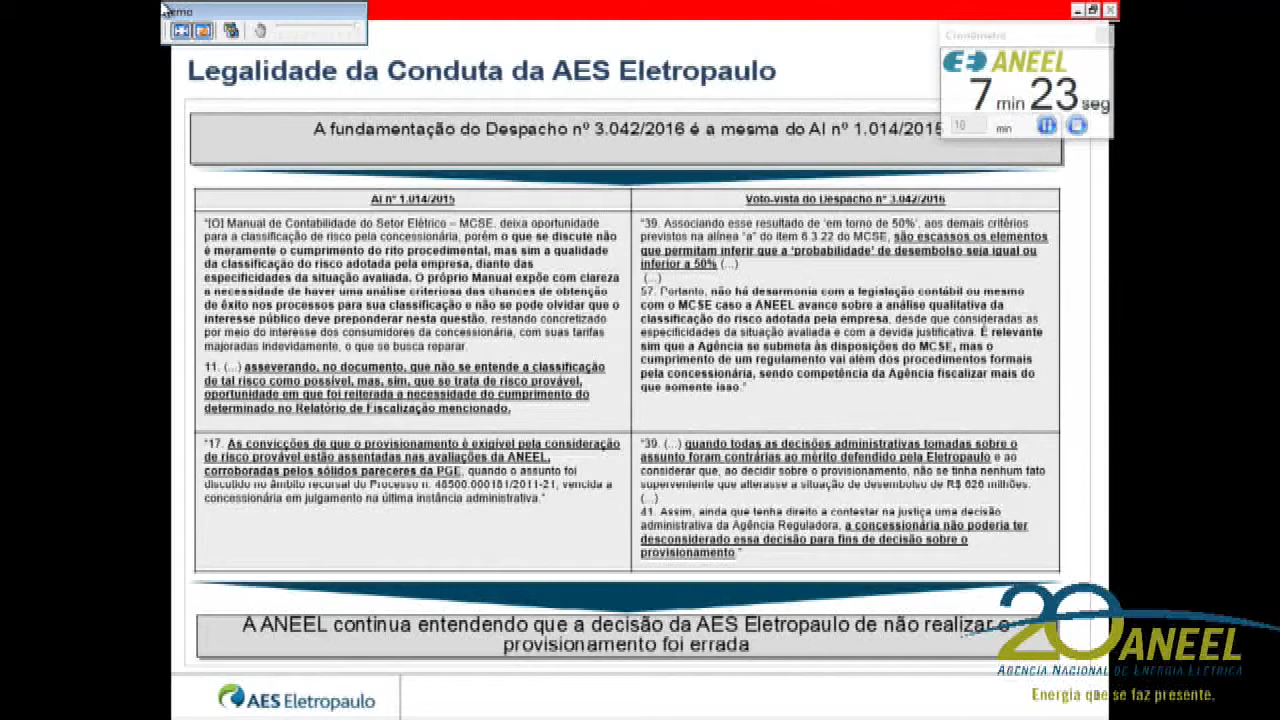 Legalidade da Conduta da AES Eletropaulo
Cronômetro
ANEEL
7 min 23 seg
10 min
A fundamentação do Despacho nº 3.042/2016 é a mesma do AI nº 1.014/2015
AI nº 1.014/2015
"[O] Manual de Contabilidade do Setor Elétrico – MCSE, deixa oportunidade
para a classificação de risco pela concessionária, porém o que se discute não
é meramente o cumprimento do rito procedimental, mas sim a qualidade
da classificação do risco adotada pela empresa, diante das
especificidades da situação avaliada. O próprio Manual expõe com clareza
a necessidade de haver uma análise criteriosa das chances de obtenção
de êxito nos processos para sua classificação e não se pode olvidar que o
interesse público deve preponderar nesta questão, restando concretizado
por meio do interesse dos consumidores da concessionária, com suas tarifas
majoradas indevidamente, o que se busca reparar.
11. (...) asseverando, no documento, que não se entende a classificação
de tal risco como possível, mas, sim, que se trata de risco provável,
oportunidade em que foi reiterada a necessidade do cumprimento do
determinado no Relatório de Fiscalização mencionado.
Voto-vista do Despacho nº 3.042/2016
"39. Associando esse resultado de 'em torno de 50%', aos demais critérios
previstos na alínea "a" do item 6.3.22 do MCSE, são escassos os elementos
que permitam inferir que a 'probabilidade' de desembolso seja igual ou
inferior a 50% (...)
(...)
57. Portanto, não há desarmonia com a legislação contábil ou mesmo
com o MCSE caso a ANEEL avance sobre a análise qualitativa da
classificação do risco adotada pela empresa, desde que consideradas as
especificidades da situação avaliada e com a devida justificativa. É relevante
sim que a Agência se submeta às disposições do MCSE, mas o
cumprimento de um regulamento vai além dos procedimentos formais
pela concessionária, sendo competência da Agência fiscalizar mais do
que somente isso."
"17. As convicções de que o provisionamento é exigível pela consideração
de risco provável estão assentadas nas avaliações da ANEEL,
corroboradas pelos sólidos pareceres da PGE, quando o assunto foi
discutido no âmbito recursal do Processo n. 48500.000181/2011-21, vencida a
concessionária em julgamento na última instância administrativa."
"39. (...) quando todas as decisões administrativas tomadas sobre o
assunto foram contrárias ao mérito defendido pela Eletropaulo e ao
considerar que, ao decidir sobre o provisionamento, não se tinha nenhum fato
superveniente que alterasse a situação de desembolso de R$ 626 milhões.
(...)
41. Assim, ainda que tenha direito a contestar na justiça uma decisão
administrativa da Agência Reguladora, a concessionária não poderia ter
desconsiderado essa decisão para fins de decisão sobre o
provisionamento."
A ANEEL continua entendendo que a decisão da AES Eletropaulo de não realizar o
provisionamento foi errada
AES Eletropaulo
20 ANEEL
AGÊNCIA NACIONAL DE ENERGIA ELÉTRICA
Energia que se faz presente.